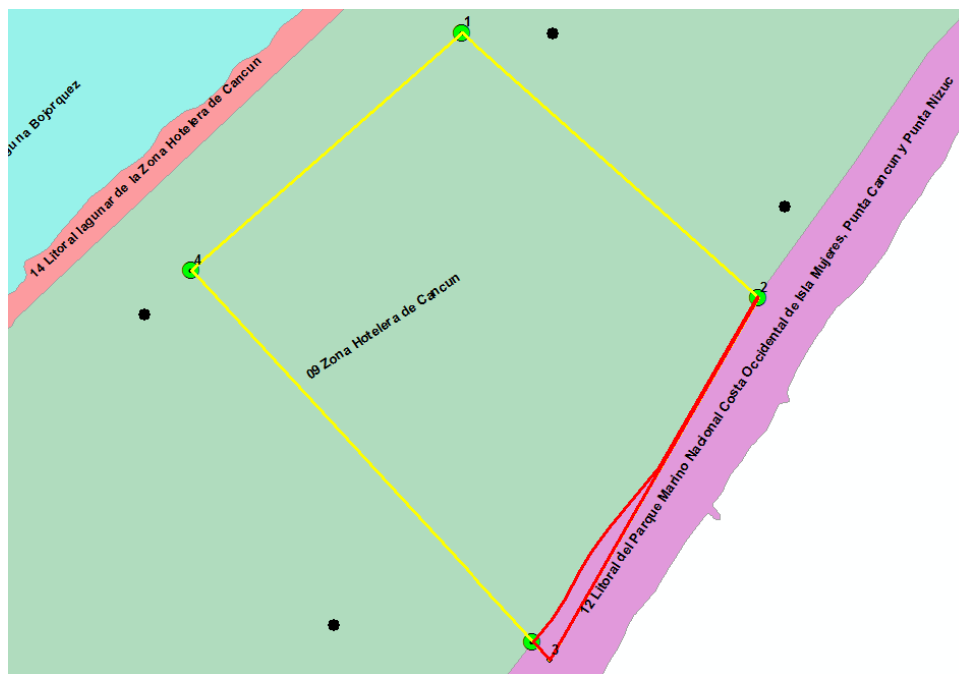 1
guna Bojorquez
14 Litoral lagunar de la Zona Hotelera de Cancun
4
2
09 Zona Hotelera de Cancun
12 Litoral del Parque Marino Nacional Costa Occidental de Isla Mujeres, Punta Cancun y Punta Nizuc
3